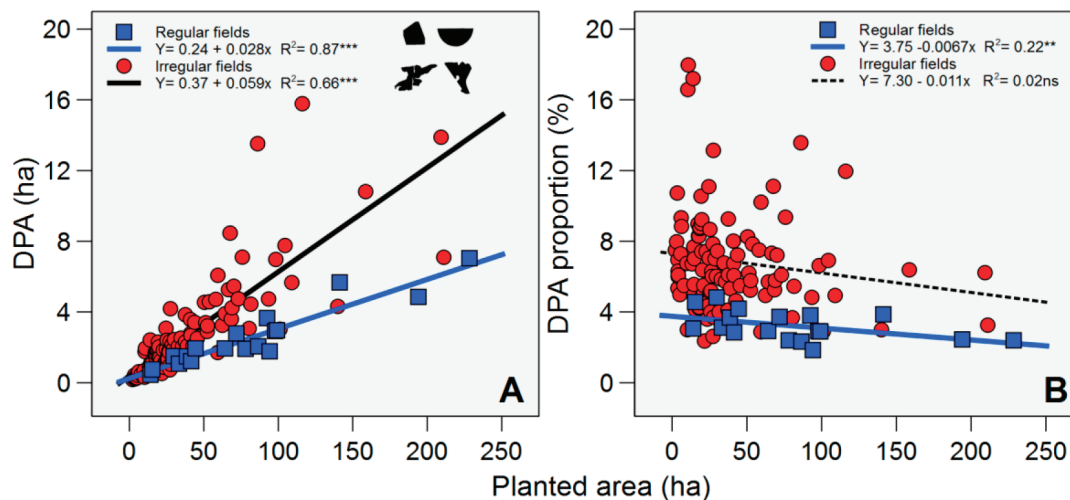 20
16
12
8
4
0
DPA (ha)
Regular fields
Y= 0.24 + 0.028x R²= 0.87***
Irregular fields
Y= 0.37 + 0.059x R²= 0.66***
A
0 50 100 150 200 250
20
16
12
8
4
0
DPA proportion (%)
Regular fields
Y= 3.75 -0.0067x R²= 0.22**
Irregular fields
Y= 7.30 - 0.011x R²= 0.02ns
B
0 50 100 150 200 250
Planted area (ha)